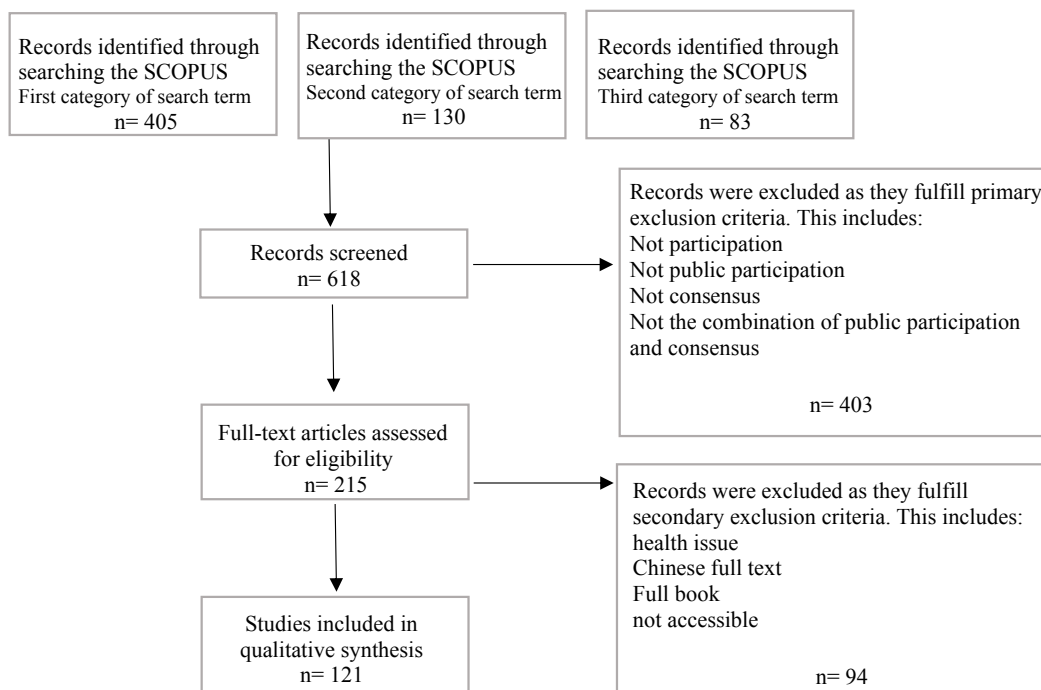 Records identified through
searching the SCOPUS
First category of search term
n= 405
Records identified through
searching the SCOPUS
Second category of search term
n= 130
Records identified through
searching the SCOPUS
Third category of search term
n= 83
Records screened
n= 618
Records were excluded as they fulfill primary
exclusion criteria. This includes:
Not participation
Not public participation
Not consensus
Not the combination of public participation
and consensus
n= 403
Full-text articles assessed
for eligibility
n= 215
Records were excluded as they fulfill
secondary exclusion criteria. This includes:
health issue
Chinese full text
Full book
not accessible
n= 94
Studies included in
qualitative synthesis
n= 121